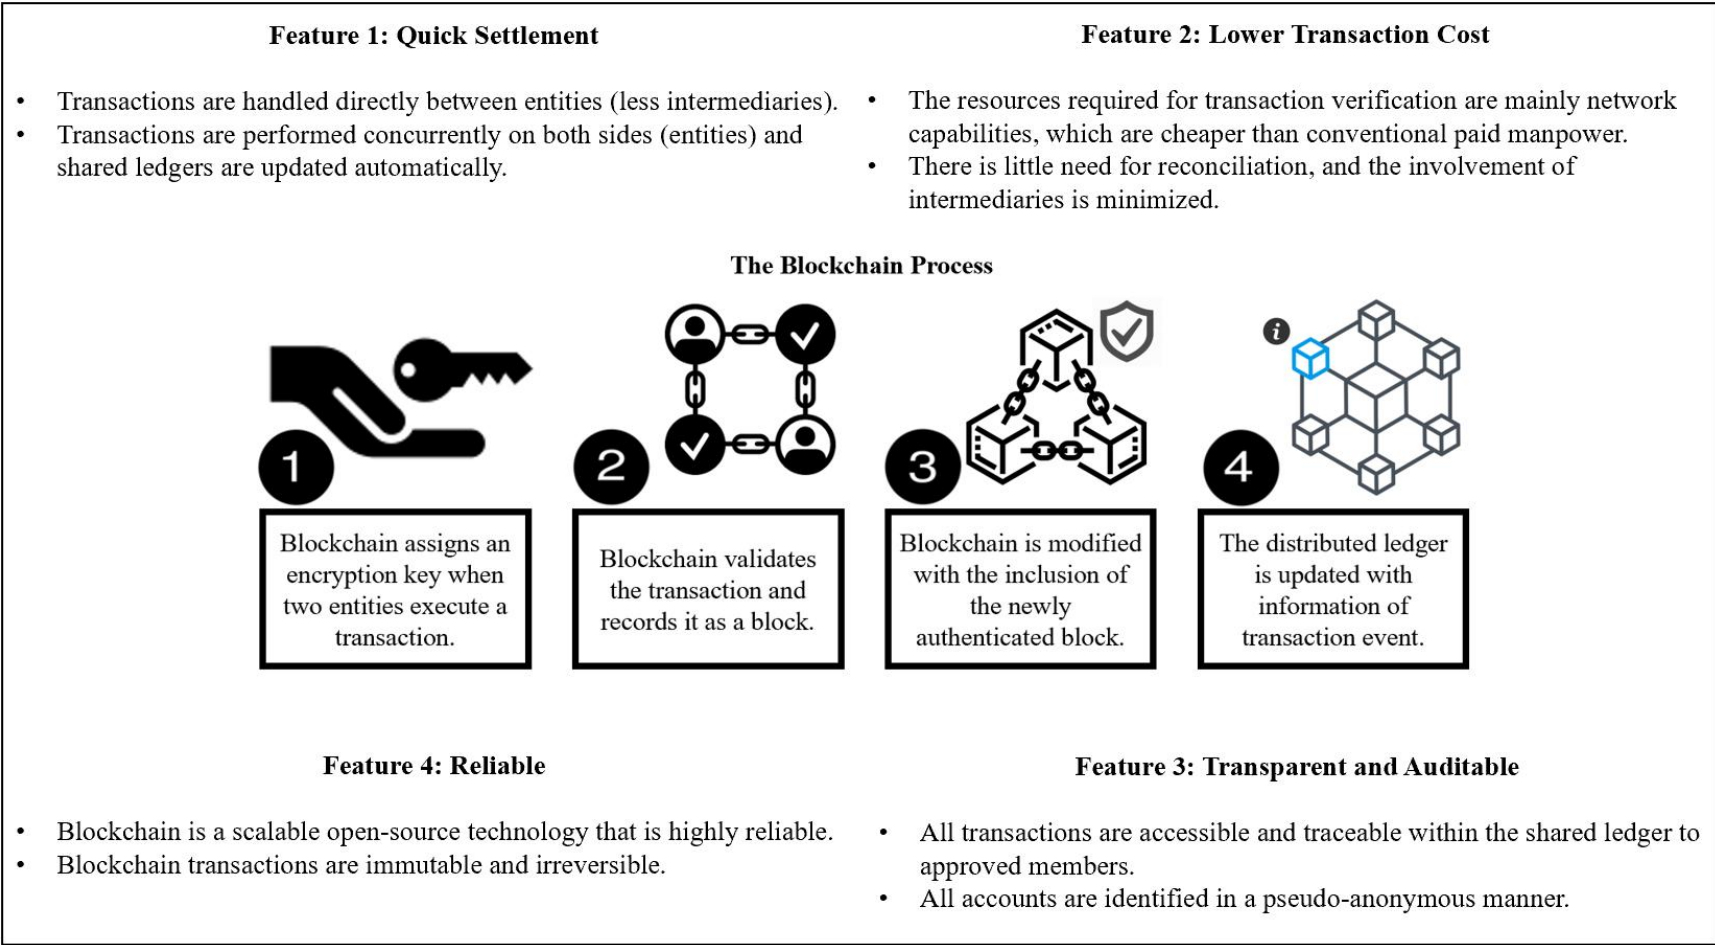 Feature 1: Quick Settlement
• Transactions are handled directly between entities (less intermediaries).
• Transactions are performed concurrently on both sides (entities) and
shared ledgers are updated automatically.
Feature 2: Lower Transaction Cost
• The resources required for transaction verification are mainly network
capabilities, which are cheaper than conventional paid manpower.
• There is little need for reconciliation, and the involvement of
intermediaries is minimized.
The Blockchain Process
1
Blockchain assigns an
encryption key when
two entities execute a
transaction.
2
Blockchain validates
the transaction and
records it as a block.
3
Blockchain is modified
with the inclusion of
the newly
authenticated block.
i
4
The distributed ledger
is updated with
information of
transaction event.
Feature 4: Reliable
• Blockchain is a scalable open-source technology that is highly reliable.
• Blockchain transactions are immutable and irreversible.
Feature 3: Transparent and Auditable
• All transactions are accessible and traceable within the shared ledger to
approved members.
• All accounts are identified in a pseudo-anonymous manner.